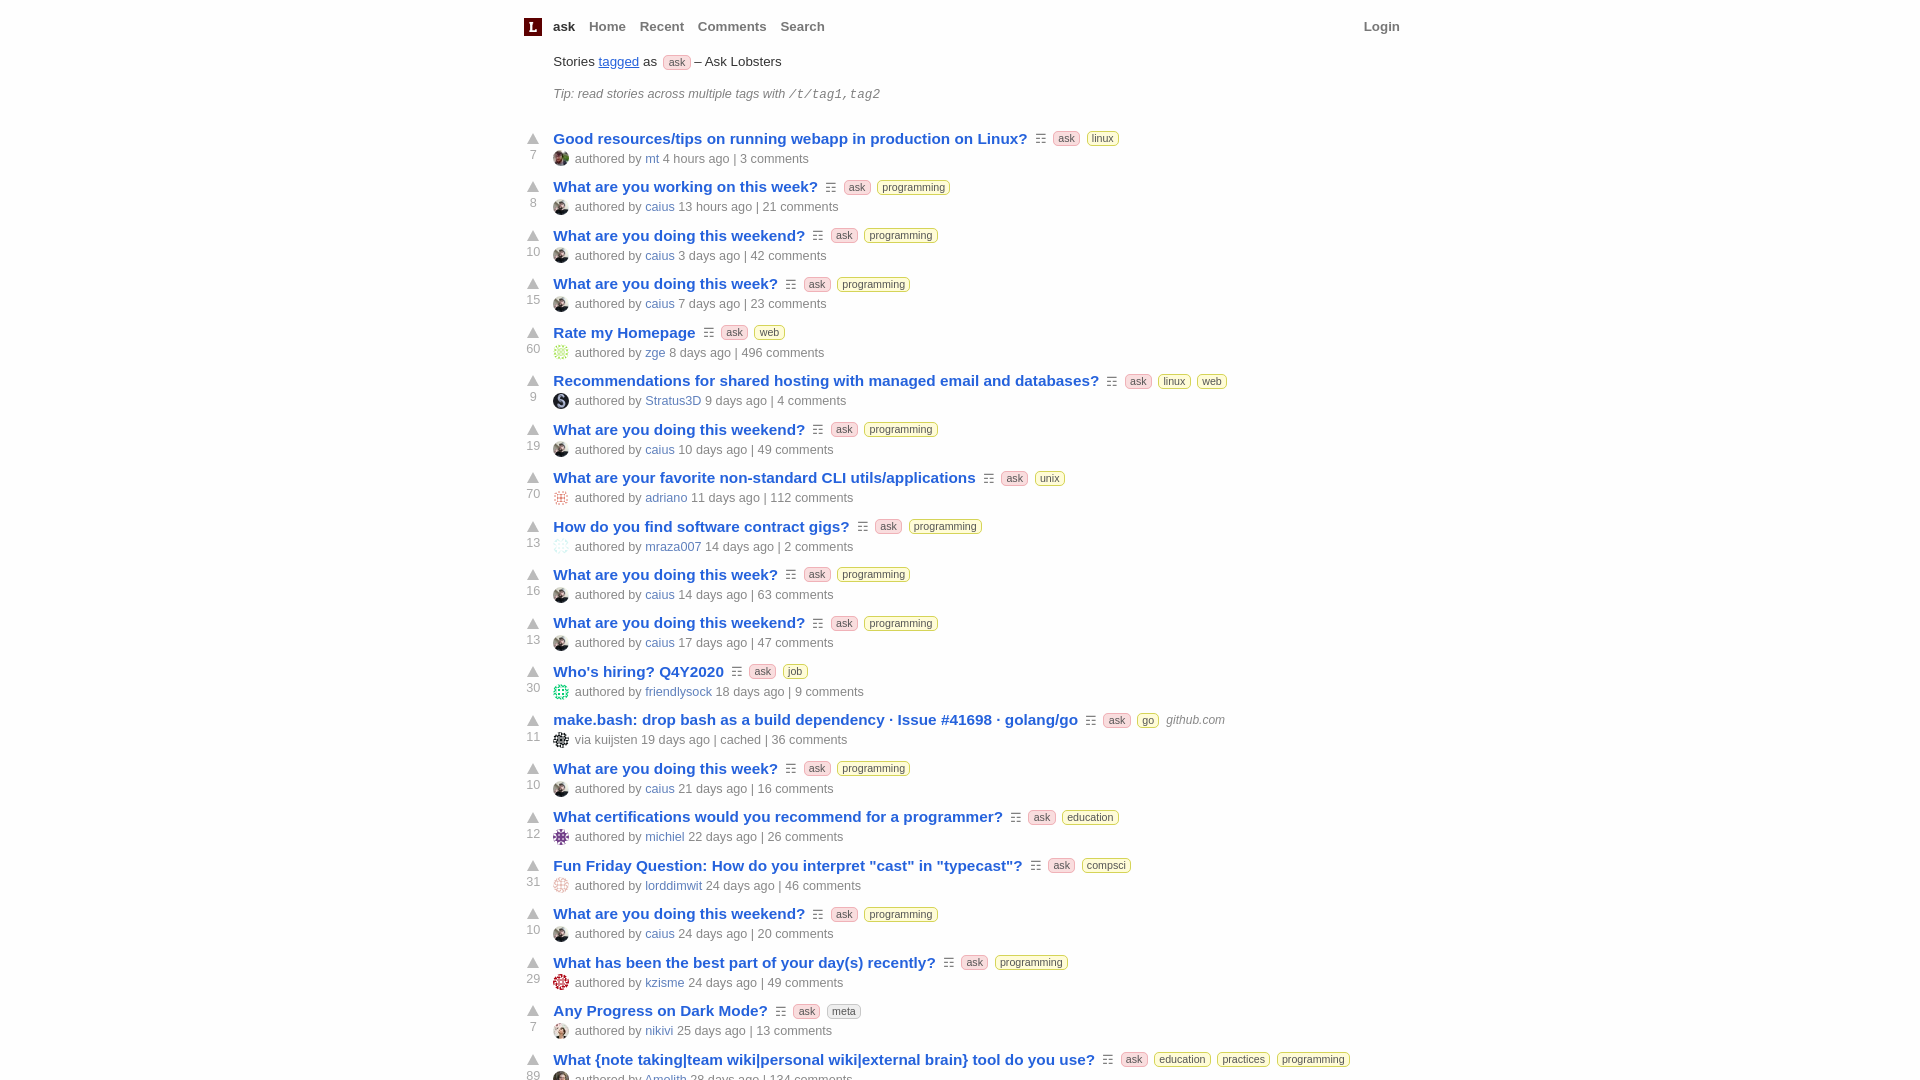 L ask Home Recent Comments Search Login
Stories tagged as ask – Ask Lobsters
Tip: read stories across multiple tags with /t/tag1,tag2
Good resources/tips on running webapp in production on Linux? ☶ ask linux
7 authored by mt 4 hours ago | 3 comments
What are you working on this week? ☶ ask programming
8 authored by caius 13 hours ago | 21 comments
What are you doing this weekend? ☶ ask programming
10 authored by caius 3 days ago | 42 comments
What are you doing this week? ☶ ask programming
15 authored by caius 7 days ago | 23 comments
Rate my Homepage ☶ ask web
60 authored by zge 8 days ago | 496 comments
Recommendations for shared hosting with managed email and databases? ☶ ask linux web
9 authored by Stratus3D 9 days ago | 4 comments
What are you doing this weekend? ☶ ask programming
19 authored by caius 10 days ago | 49 comments
What are your favorite non-standard CLI utils/applications ☶ ask unix
70 authored by adriano 11 days ago | 112 comments
How do you find software contract gigs? ☶ ask programming
13 authored by mraza007 14 days ago | 2 comments
What are you doing this week? ☶ ask programming
16 authored by caius 14 days ago | 63 comments
What are you doing this weekend? ☶ ask programming
13 authored by caius 17 days ago | 47 comments
Who's hiring? Q4Y2020 ☶ ask job
30 authored by friendlysock 18 days ago | 9 comments
make.bash: drop bash as a build dependency · Issue #41698 · golang/go ☶ ask go github.com
11 via kuijsten 19 days ago | cached | 36 comments
What are you doing this week? ☶ ask programming
10 authored by caius 21 days ago | 16 comments
What certifications would you recommend for a programmer? ☶ ask education
12 authored by michiel 22 days ago | 26 comments
Fun Friday Question: How do you interpret "cast" in "typecast"? ☶ ask compsci
31 authored by lorddimwit 24 days ago | 46 comments
What are you doing this weekend? ☶ ask programming
10 authored by caius 24 days ago | 20 comments
What has been the best part of your day(s) recently? ☶ ask programming
29 authored by kzisme 24 days ago | 49 comments
Any Progress on Dark Mode? ☶ ask meta
7 authored by nikivi 25 days ago | 13 comments
What {note taking|team wiki|personal wiki|external brain} tool do you use? ☶ ask education practices programming
89 authored by Amolith 28 days ago | 134 comments